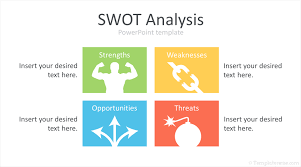 SWOT Analysis
PowerPoint template
Strengths
Weaknesses
Insert your desired
text here.
Insert your desired
text here.
Opportunities
Threats
Insert your desired
text here.
Insert your desired
text here.